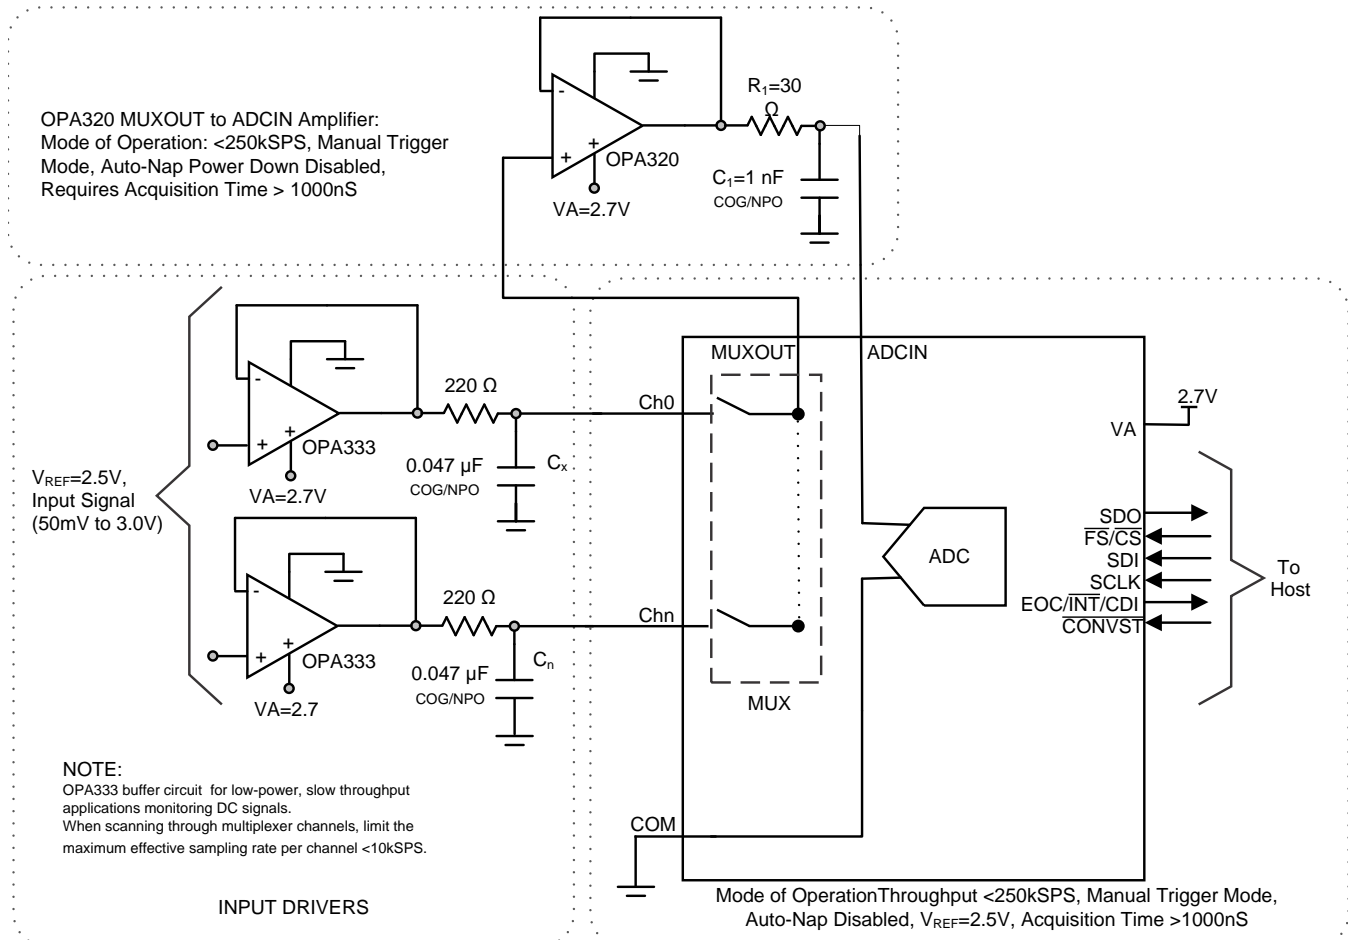 OPA320 MUXOUT to ADCIN Amplifier:
Mode of Operation: <250kSPS, Manual Trigger
Mode, Auto-Nap Power Down Disabled,
Requires Acquisition Time > 1000nS
-
+
+
OPA320
VA=2.7V
R₁=30
Ω
C₁=1 nF
COG/NPO
V_REF=2.5V,
Input Signal
(50mV to 3.0V)
-
+
+
OPA333
VA=2.7V
220 Ω
0.047 µF
COG/NPO
Cₓ
-
+
+
OPA333
VA=2.7
220 Ω
0.047 µF
COG/NPO
Cₙ
NOTE:
OPA333 buffer circuit for low-power, slow throughput
applications monitoring DC signals.
When scanning through multiplexer channels, limit the
maximum effective sampling rate per channel <10kSPS.
INPUT DRIVERS
MUXOUT
ADCIN
Ch0
Chn
MUX
ADC
COM
2.7V
VA
SDO
F̅S̅/C̅S̅
SDI
SCLK
EOC/I̅N̅T̅/CDI
C̅O̅N̅V̅S̅T̅
To
Host
Mode of OperationThroughput <250kSPS, Manual Trigger Mode,
Auto-Nap Disabled, V_REF=2.5V, Acquisition Time >1000nS